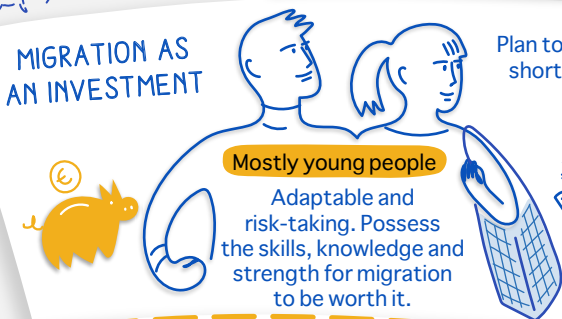 MIGRATION AS
AN INVESTMENT
Plan to
short
€
Mostly young people
Adaptable and
risk-taking. Possess
the skills, knowledge and
strength for migration
to be worth it.